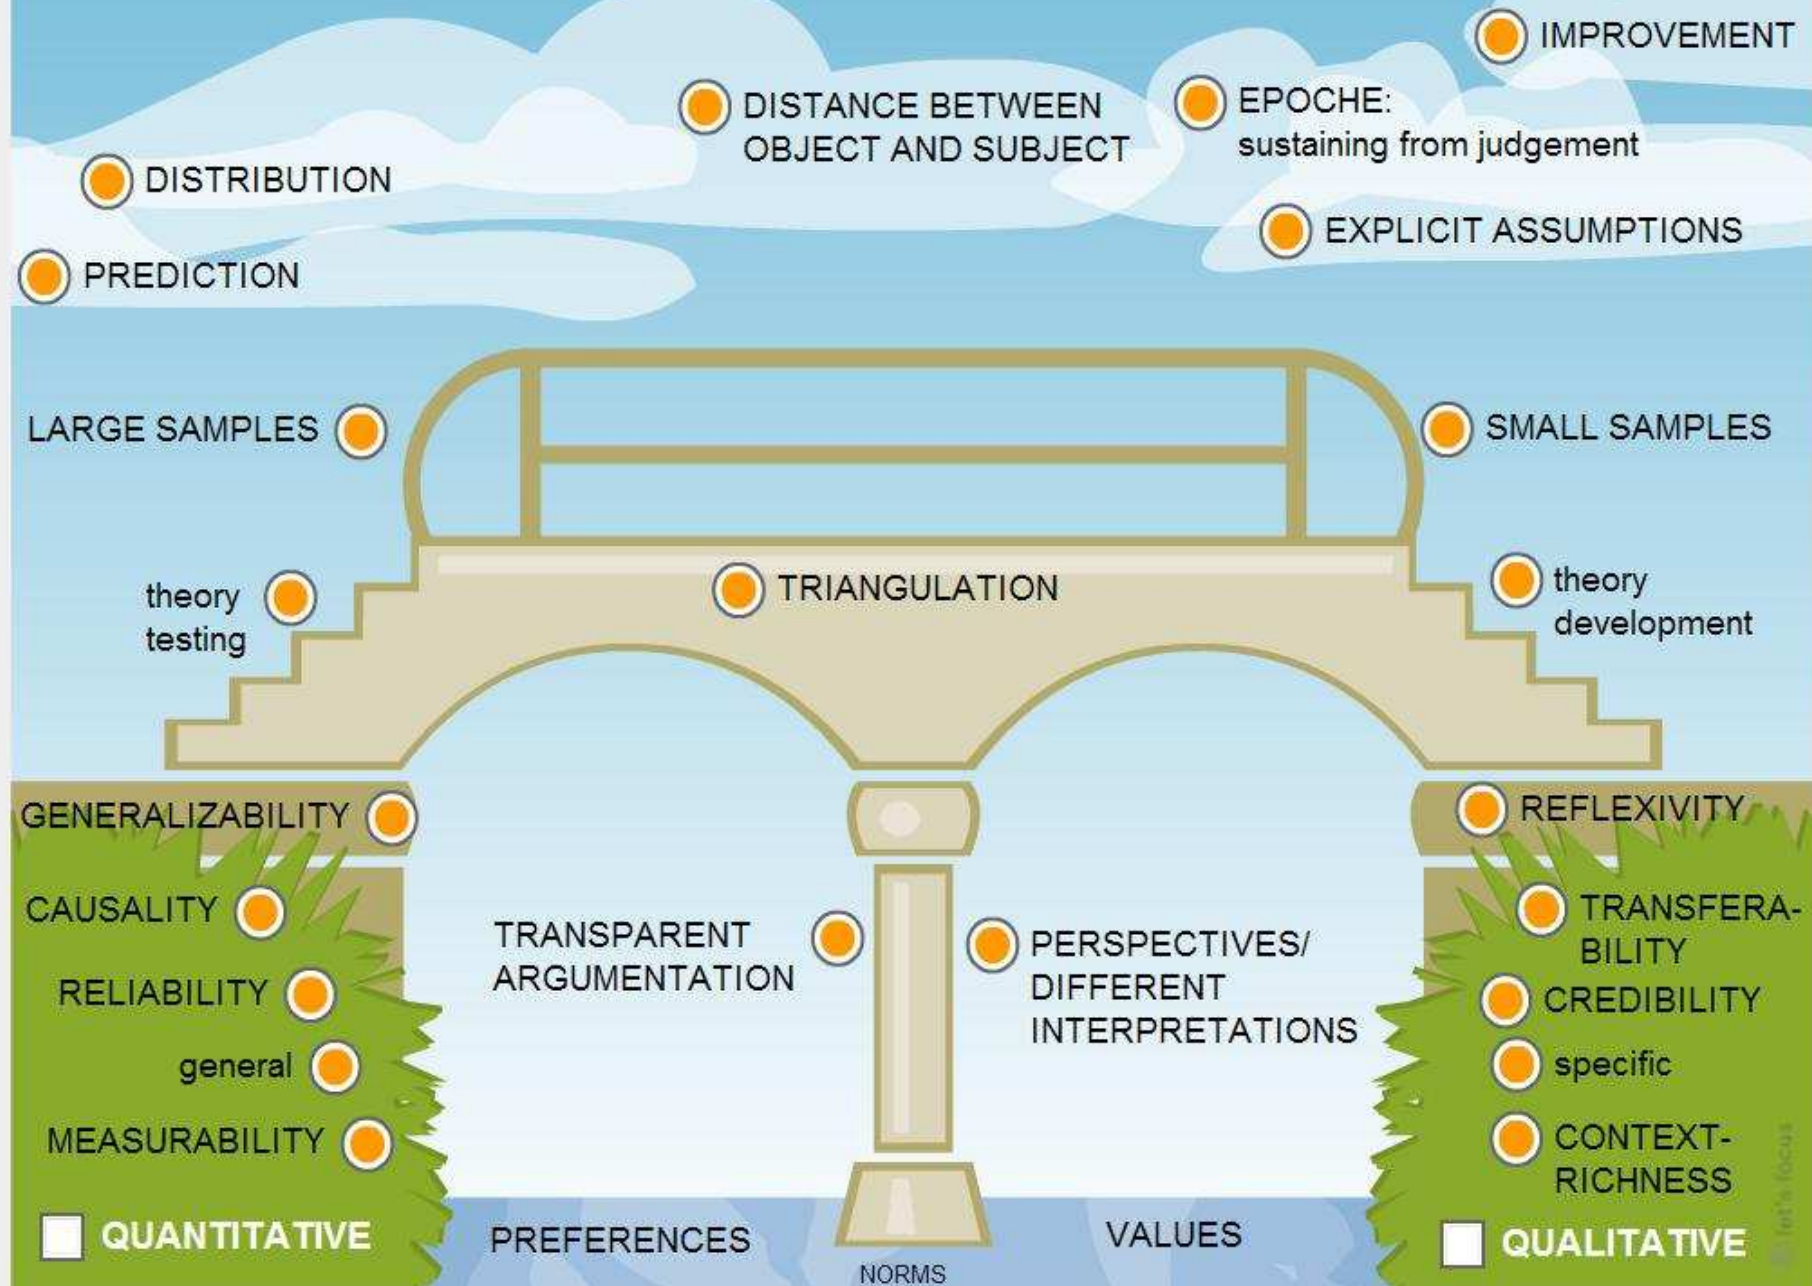 IMPROVEMENT
DISTANCE BETWEEN
OBJECT AND SUBJECT
EPOCHE:
sustaining from judgement
DISTRIBUTION
EXPLICIT ASSUMPTIONS
PREDICTION
LARGE SAMPLES
SMALL SAMPLES
theory
testing
TRIANGULATION
theory
development
GENERALIZABILITY
REFLEXIVITY
CAUSALITY
RELIABILITY
general
MEASURABILITY
TRANSPARENT
ARGUMENTATION
PERSPECTIVES/
DIFFERENT
INTERPRETATIONS
TRANSFERA-
BILITY
CREDIBILITY
specific
CONTEXT-
RICHNESS
QUANTITATIVE
PREFERENCES
NORMS
VALUES
QUALITATIVE
let's focus